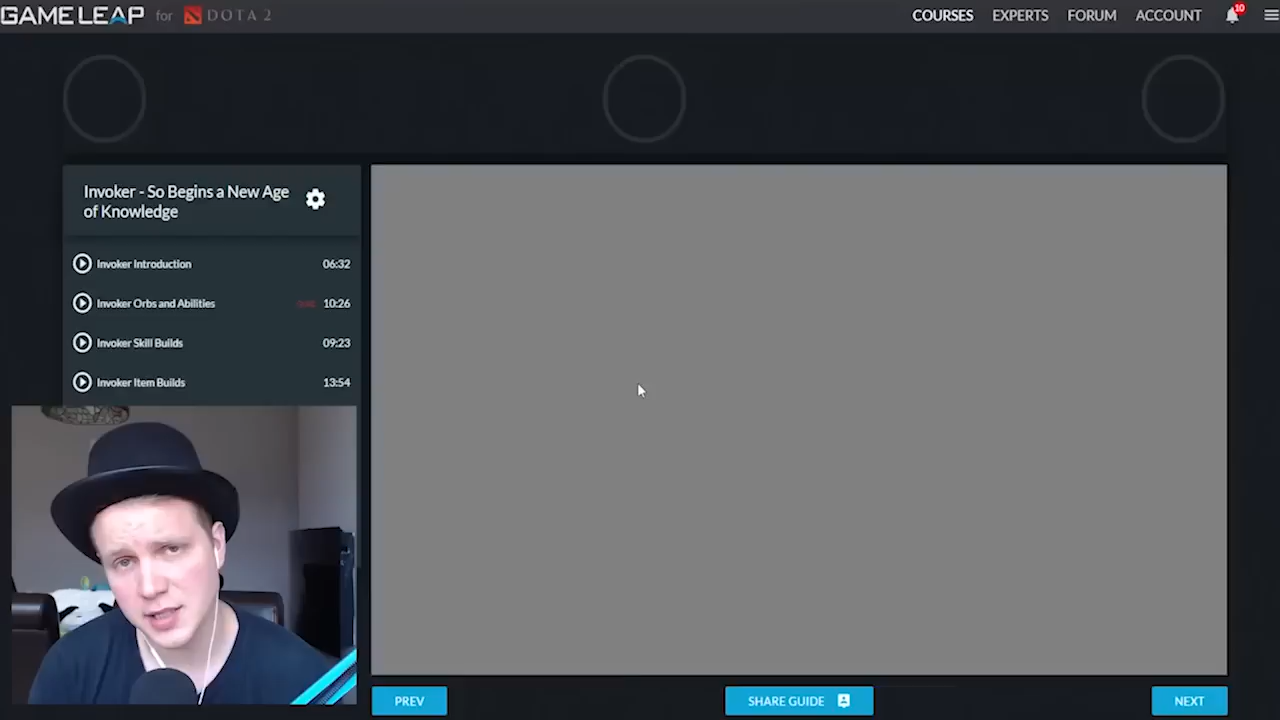 GAMELEAP for DOTA 2
COURSES EXPERTS FORUM ACCOUNT 10
Invoker - So Begins a New Age
of Knowledge
Invoker Introduction 06:32
Invoker Orbs and Abilities 10:26
Invoker Skill Builds 09:23
Invoker Item Builds 13:54
PREV SHARE GUIDE NEXT